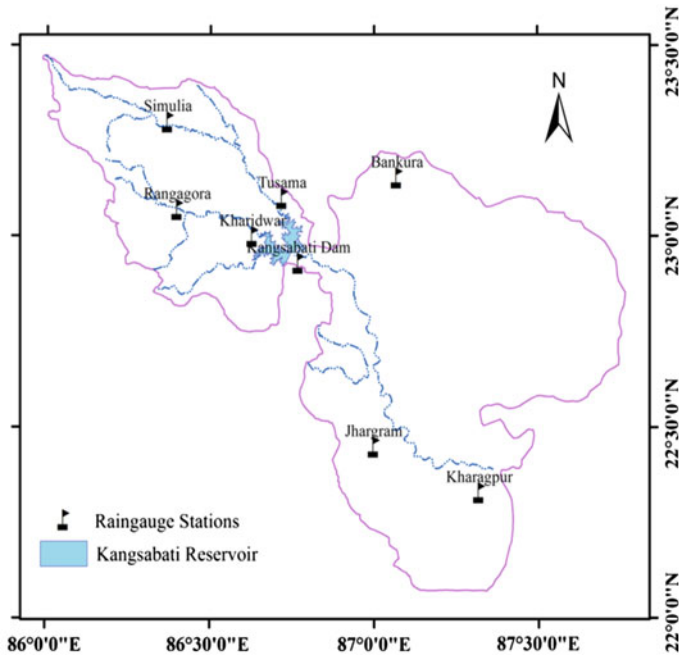 N
Simulia
Bankura
Tusama
Rangagora
Kharidwar
Kangsabati Dam
Jhargram
Kharagpur
Raingauge Stations
Kangsabati Reservoir
23°30'0"N
23°0'0"N
22°30'0"N
22°0'0"N
86°0'0"E
86°30'0"E
87°0'0"E
87°30'0"E